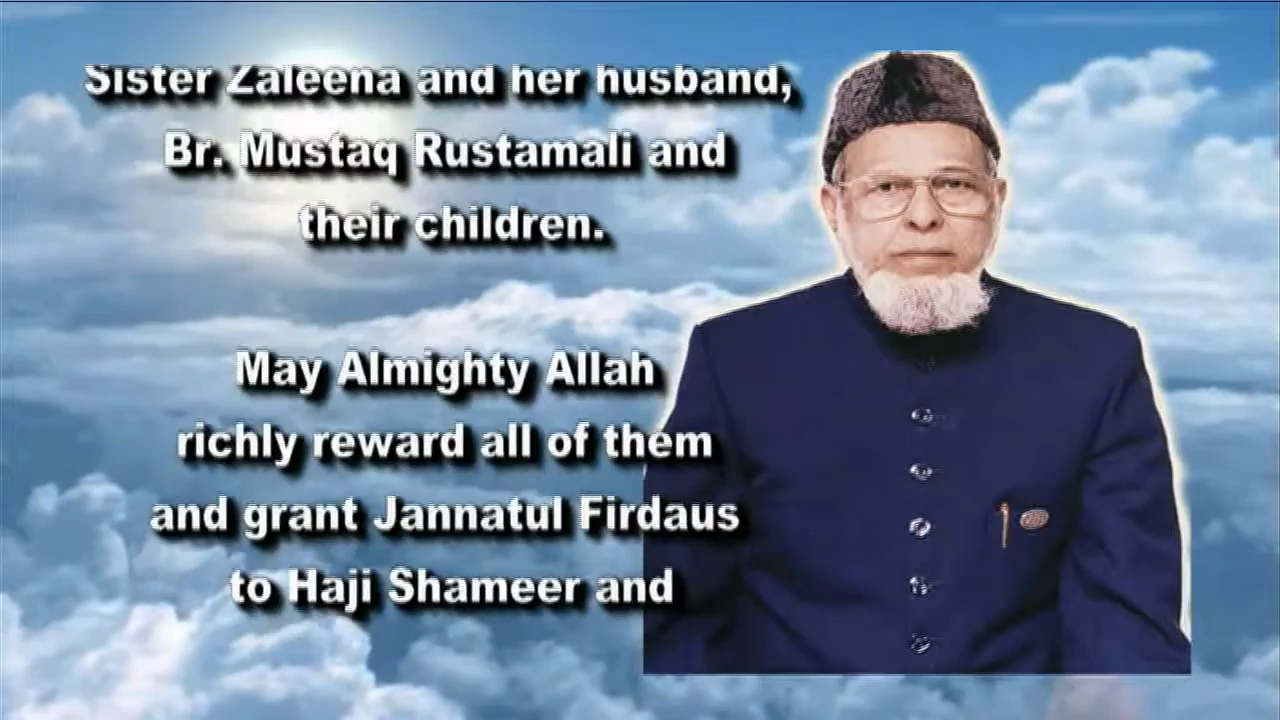 Sister Zaleena and her husband,
Br. Mustaq Rustamali and
their children.
May Almighty Allah
richly reward all of them
and grant Jannatul Firdaus
to Haji Shameer and